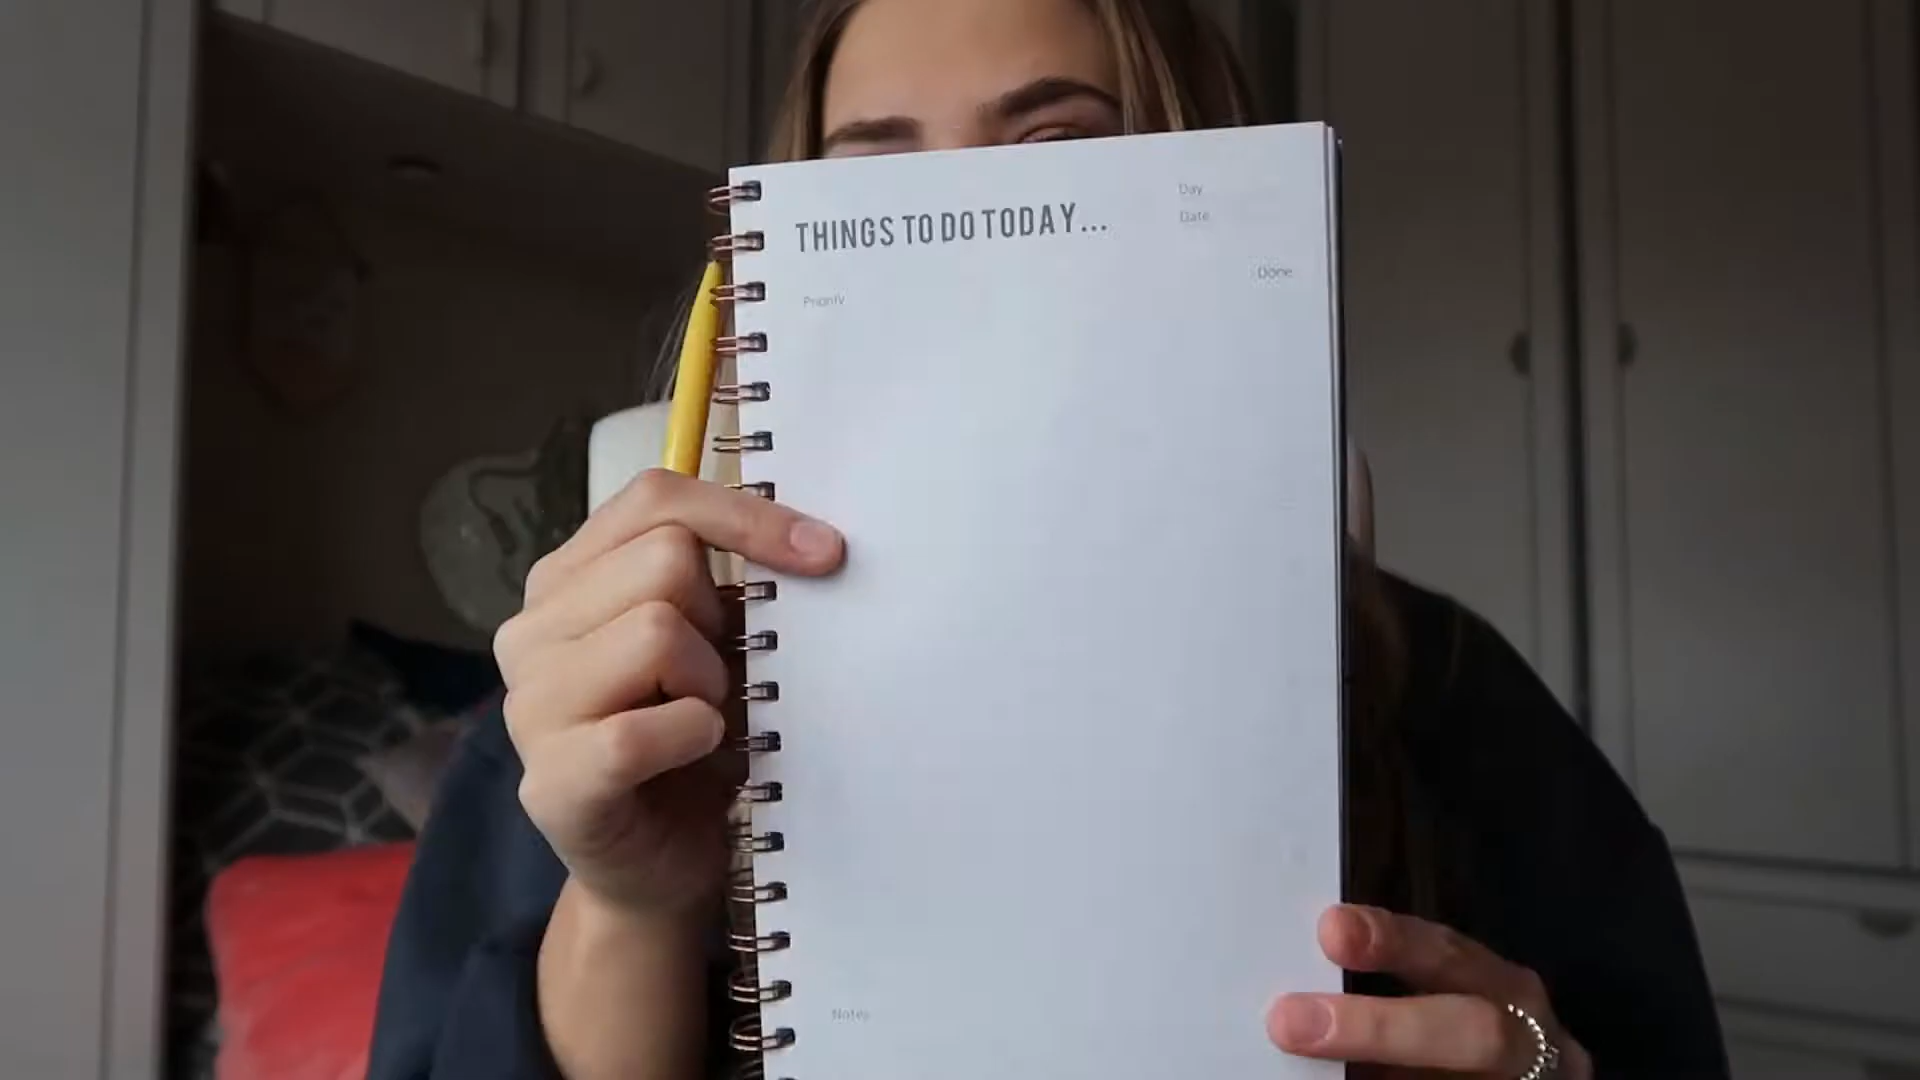 THINGS TO DO TODAY...
Day
Date
Done
Priority
Notes